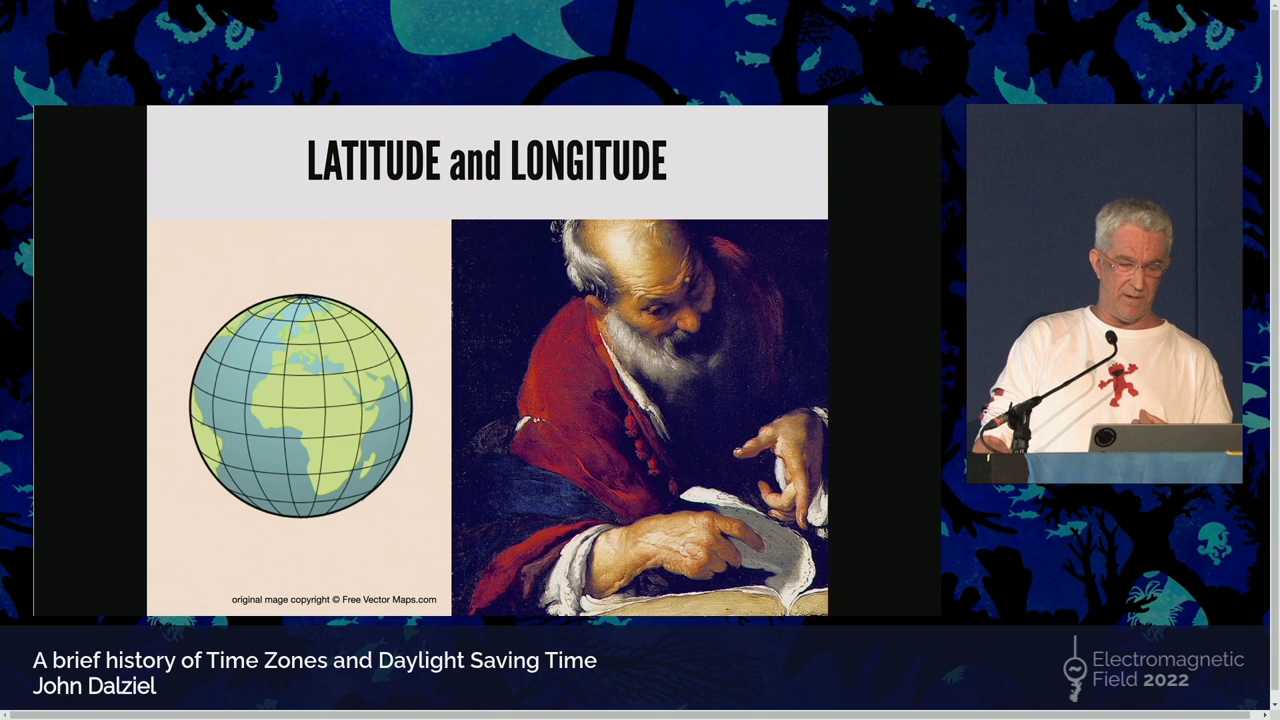 LATITUDE and LONGITUDE
original mage copyright © Free Vector Maps.com
A brief history of Time Zones and Daylight Saving Time
John Dalziel
Electromagnetic
Field 2022